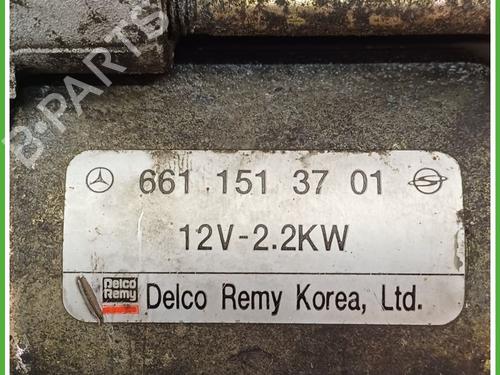 B-PARTS
661 151 37 01
12V-2.2KW
Delco Remy
Delco Remy Korea, Ltd.